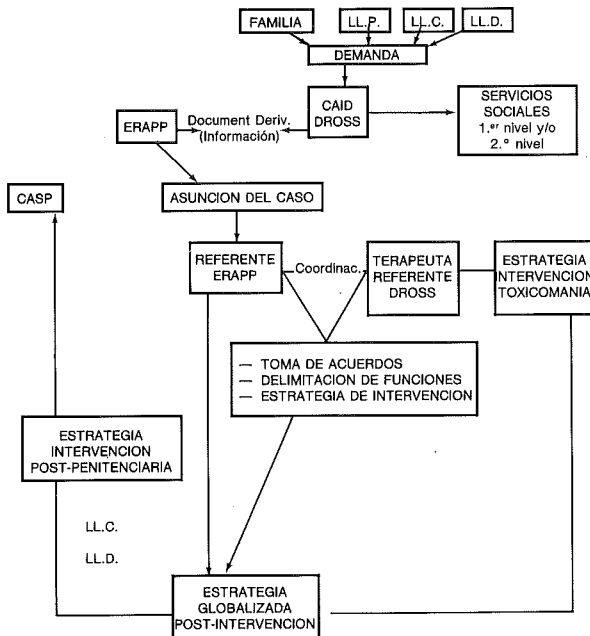 FAMILIA
LL.P.
LL.C.
LL.D.
DEMANDA
CAID
DROSS
SERVICIOS
SOCIALES
1.er nivel y/o
2.º nivel
ERAPP
Document Deriv.
(Información)
CASP
ASUNCION DEL CASO
REFERENTE
ERAPP
Coordinac.
TERAPEUTA
REFERENTE
DROSS
ESTRATEGIA
INTERVENCION
TOXICOMANIA
— TOMA DE ACUERDOS
— DELIMITACION DE FUNCIONES
— ESTRATEGIA DE INTERVENCION
ESTRATEGIA
INTERVENCION
POST-PENITENCIARIA
LL.C.
LL.D.
ESTRATEGIA
GLOBALIZADA
POST-INTERVENCION